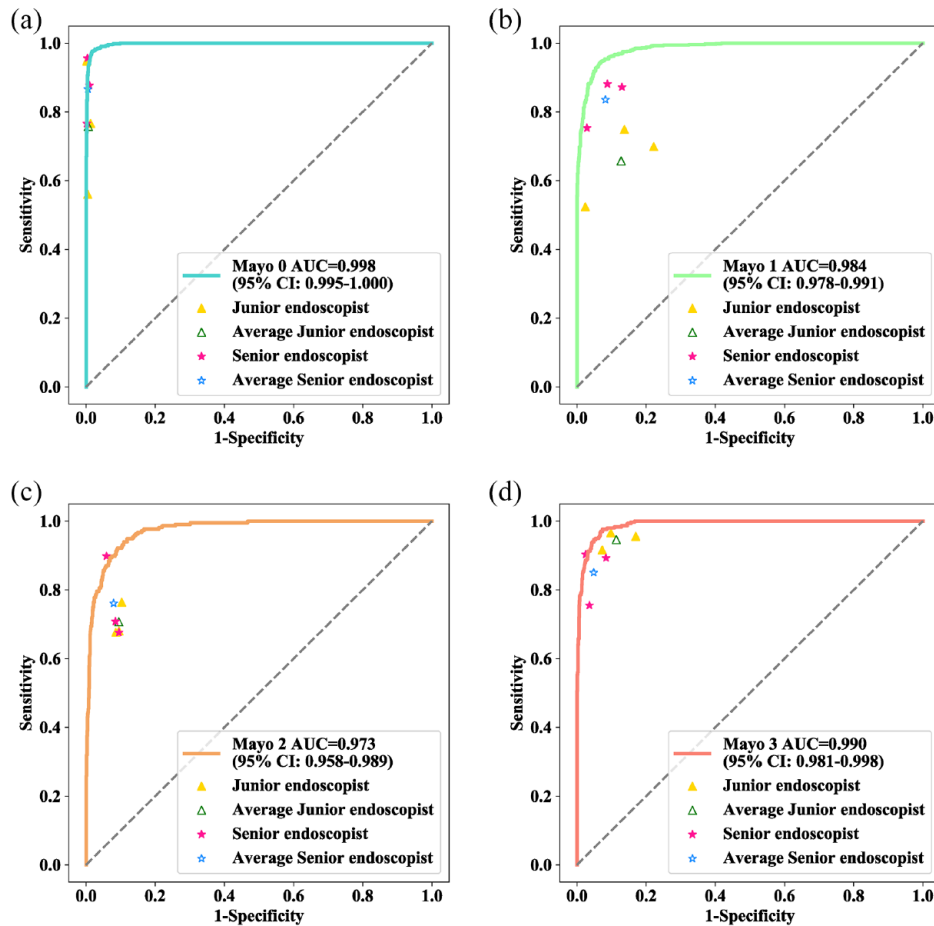 (a)
1.0
0.8
0.6
0.4
0.2
0.0
Sensitivity
Mayo 0 AUC=0.998
(95% CI: 0.995-1.000)
Junior endoscopist
Average Junior endoscopist
Senior endoscopist
Average Senior endoscopist
0.0 0.2 0.4 0.6 0.8 1.0
1-Specificity
(b)
1.0
0.8
0.6
0.4
0.2
0.0
Sensitivity
Mayo 1 AUC=0.984
(95% CI: 0.978-0.991)
Junior endoscopist
Average Junior endoscopist
Senior endoscopist
Average Senior endoscopist
0.0 0.2 0.4 0.6 0.8 1.0
1-Specificity
(c)
1.0
0.8
0.6
0.4
0.2
0.0
Sensitivity
Mayo 2 AUC=0.973
(95% CI: 0.958-0.989)
Junior endoscopist
Average Junior endoscopist
Senior endoscopist
Average Senior endoscopist
0.0 0.2 0.4 0.6 0.8 1.0
1-Specificity
(d)
1.0
0.8
0.6
0.4
0.2
0.0
Sensitivity
Mayo 3 AUC=0.990
(95% CI: 0.981-0.998)
Junior endoscopist
Average Junior endoscopist
Senior endoscopist
Average Senior endoscopist
0.0 0.2 0.4 0.6 0.8 1.0
1-Specificity